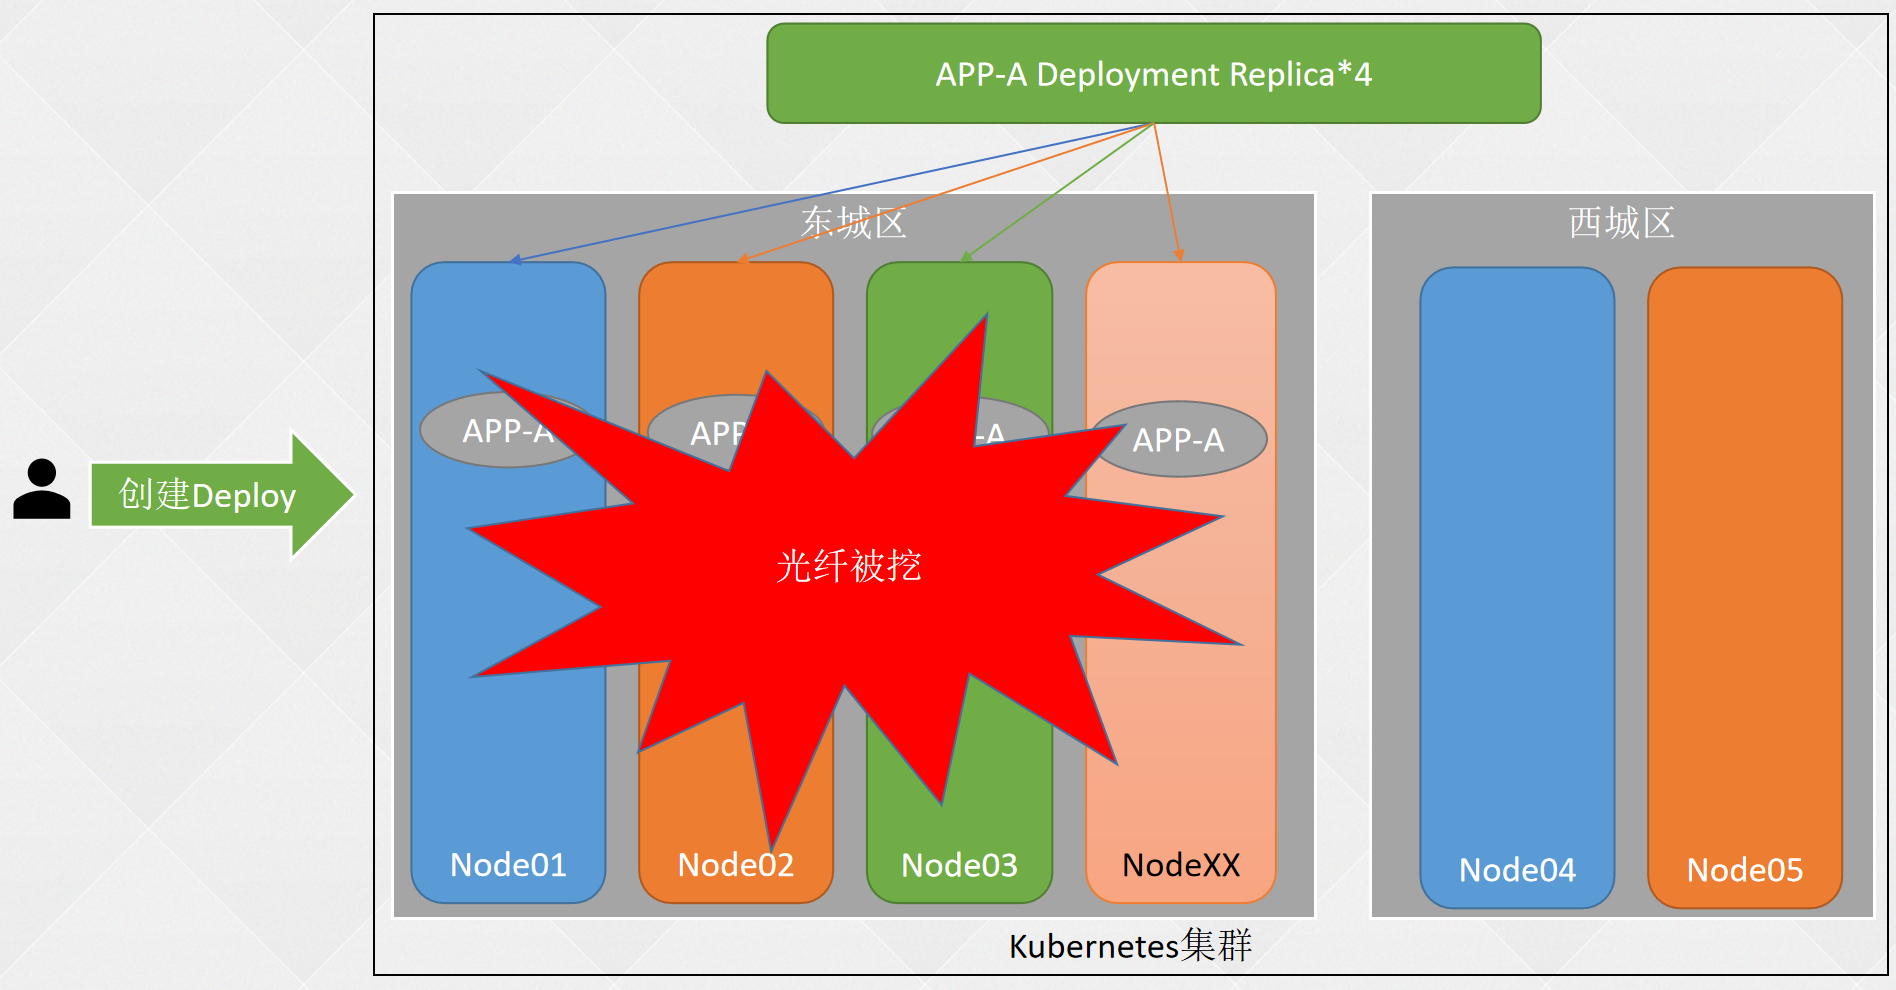 APP-A Deployment Replica*4
东城区
西城区
APP-A
APP
-A
APP-A
创建Deploy
光纤被挖
Node01
Node02
Node03
NodeXX
Node04
Node05
Kubernetes集群